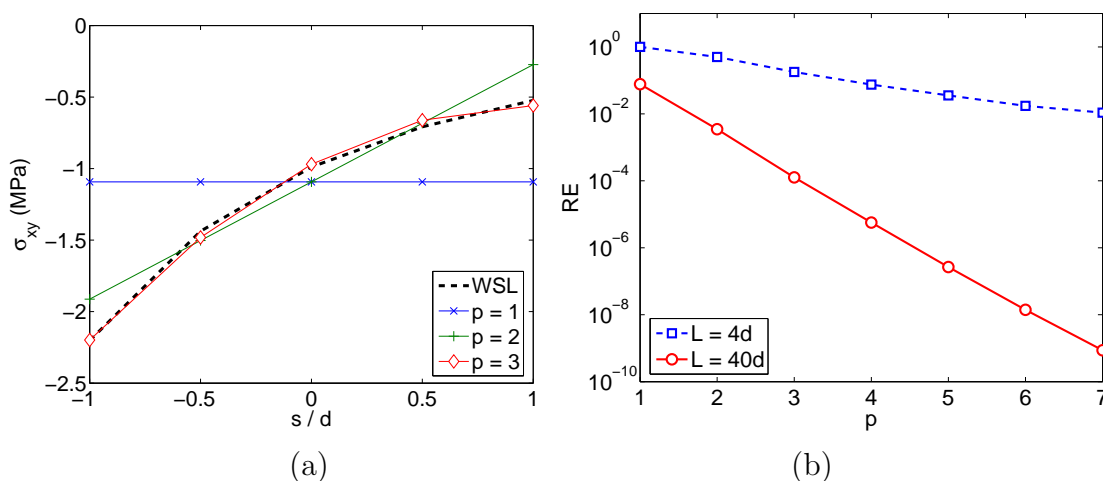 0
−0.5
−1
−1.5
−2
−2.5
−1
−0.5
0
0.5
1
σxy (MPa)
s / d
WSL
p = 1
p = 2
p = 3
(a)
10^0
10^−2
10^−4
10^−6
10^−8
10^−10
1
2
3
4
5
6
7
RE
p
L = 4d
L = 40d
(b)